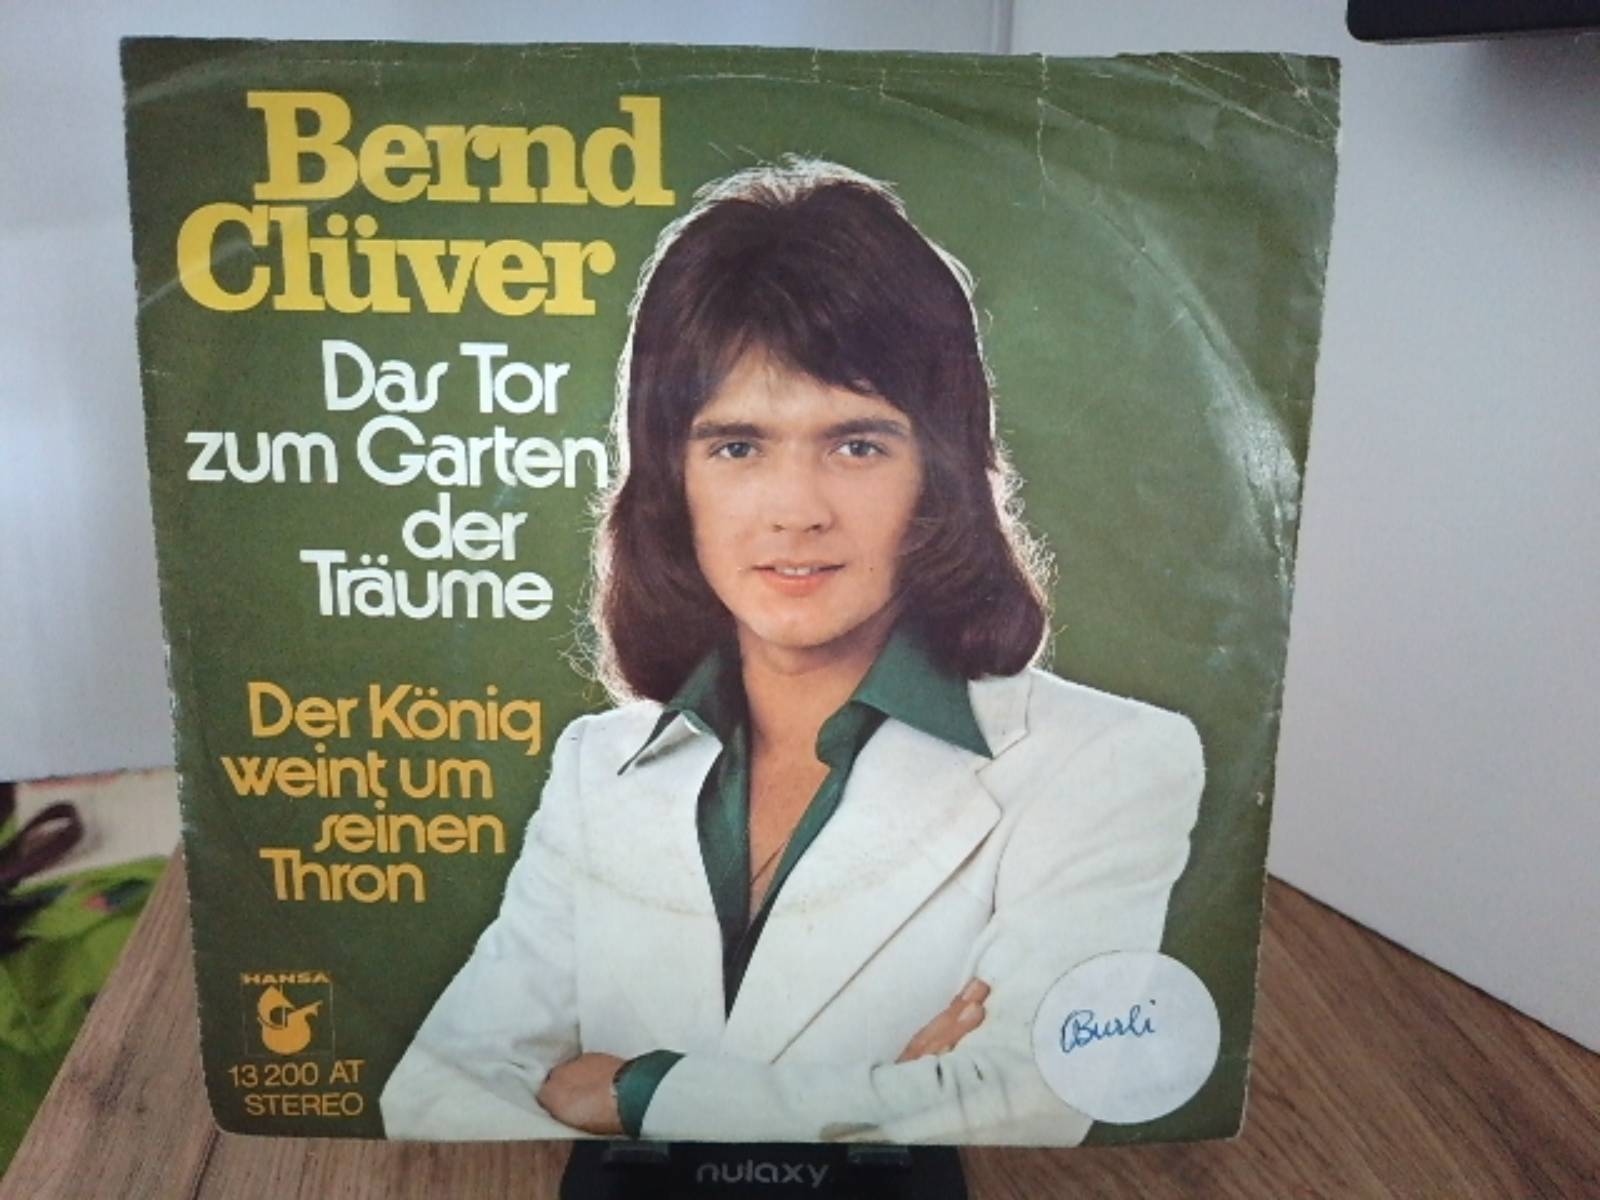 Bernd
Clüver
Das Tor
zum Garten
der
Träume
Der König
weint um
seinen
Thron
HANSA
13 200 AT
STEREO
Burli
nulaxy